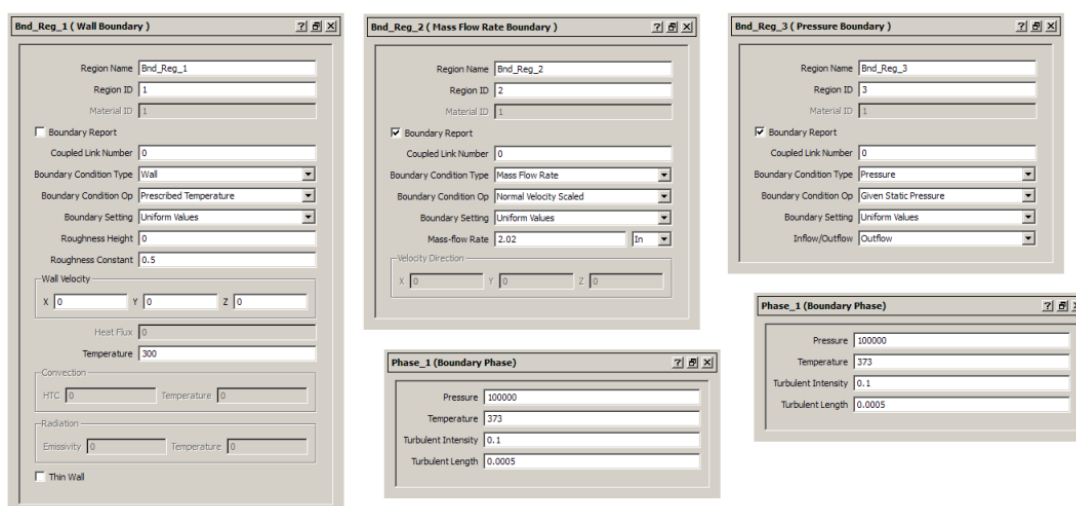 Bnd_Reg_1 ( Wall Boundary )
Region Name Bnd_Reg_1
Region ID 1
Material ID 1
Boundary Report
Coupled Link Number 0
Boundary Condition Type Wall
Boundary Condition Op Prescribed Temperature
Boundary Setting Uniform Values
Roughness Height 0
Roughness Constant 0.5
Wall Velocity
X 0 Y 0 Z 0
Heat Flux 0
Temperature 300
Convection
HTC 0 Temperature 0
Radiation
Emissivity 0 Temperature 0
Thin Wall
Bnd_Reg_2 ( Mass Flow Rate Boundary )
Region Name Bnd_Reg_2
Region ID 2
Material ID 1
Boundary Report
Coupled Link Number 0
Boundary Condition Type Mass Flow Rate
Boundary Condition Op Normal Velocity Scaled
Boundary Setting Uniform Values
Mass-flow Rate 2.02 In
Velocity Direction
X 0 Y 0 Z 0
Phase_1 (Boundary Phase)
Pressure 100000
Temperature 373
Turbulent Intensity 0.1
Turbulent Length 0.0005
Bnd_Reg_3 ( Pressure Boundary )
Region Name Bnd_Reg_3
Region ID 3
Material ID 1
Boundary Report
Coupled Link Number 0
Boundary Condition Type Pressure
Boundary Condition Op Given Static Pressure
Boundary Setting Uniform Values
Inflow/Outflow Outflow
Phase_1 (Boundary Phase)
Pressure 100000
Temperature 373
Turbulent Intensity 0.1
Turbulent Length 0.0005